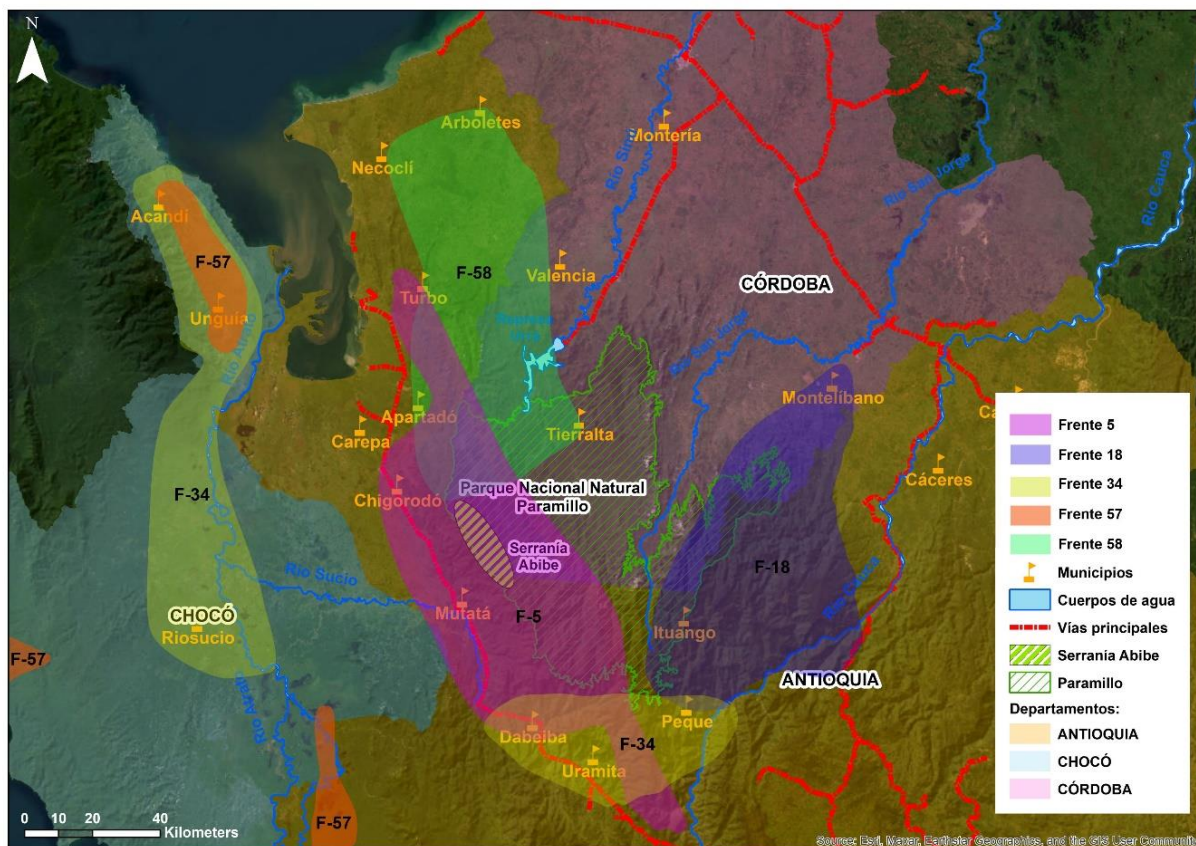 N
Arboletes
Necoclí
Montería
Río Sinú
Río San Jorge
Río Cauca
Acandí
F-57
F-58
Valencia
CÓRDOBA
Turbo
Unguía
Río Atrato
Río San Jorge
Montelíbano
Apartadó
Carepa
Tierralta
Cáceres
Chigorodó
Parque Nacional Natural
Paramillo
F-34
Serranía
Abibe
F-18
Río Sucio
Mutatá
F-5
Río Cauca
CHOCÓ
Riosucio
Ituango
F-57
ANTIOQUIA
Río Atrato
Peque
Dabeiba
F-34
Uramita
F-57
0 10 20 40
Kilometers
Frente 5
Frente 18
Frente 34
Frente 57
Frente 58
Municipios
Cuerpos de agua
Vías principales
Serranía Abibe
Paramillo
Departamentos:
ANTIOQUIA
CHOCÓ
CÓRDOBA
Source: Esri, Maxar, Earthstar Geographics, and the GIS User Community